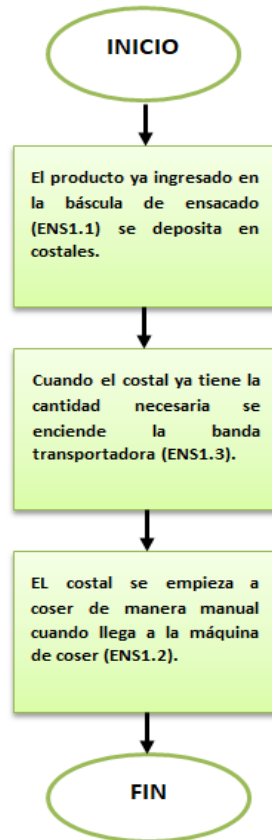 INICIO
El producto ya ingresado en
la báscula de ensacado
(ENS1.1) se deposita en
costales.
Cuando el costal ya tiene la
cantidad necesaria se
enciende la banda
transportadora (ENS1.3).
EL costal se empieza a
coser de manera manual
cuando llega a la máquina
de coser (ENS1.2).
FIN